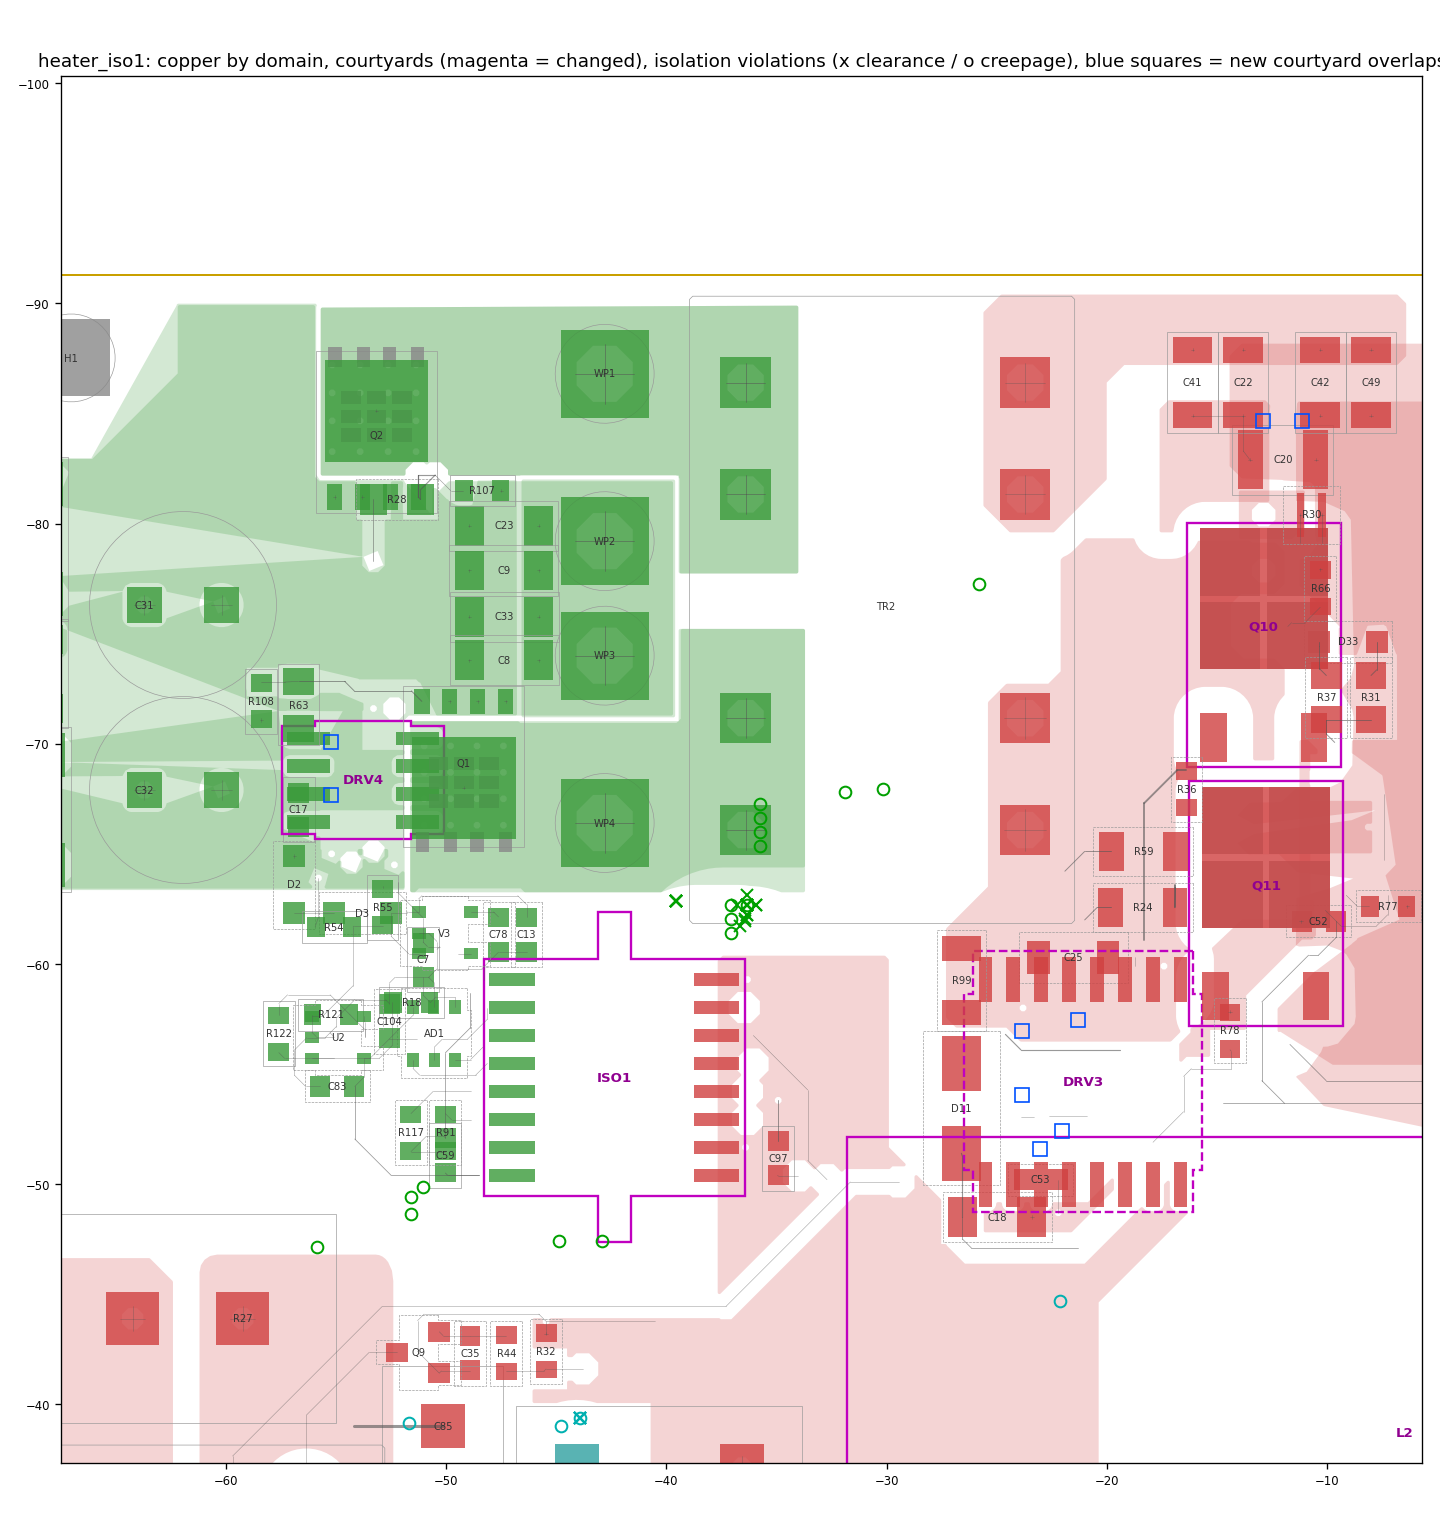 heater_iso1: copper by domain, courtyards (magenta = changed), isolation violations (x clearance / o creepage), blue squares = new courtyard overlaps
−100
−90
H1
WP1
C41
C22
C42
C49
Q2
C20
R28
R107
−80
C23
R30
WP2
C9
R66
C31
TR2
C33
Q10
D33
WP3
C8
R108
R63
R37
R31
−70
Q1
DRV4
C32
C17
R36
WP4
R59
D2
Q11
D3
R55
R24
R77
R54
V3
C78
C13
C52
C7
C25
−60
R99
R18
R121
C104
R122
U2
AD1
R78
ISO1
DRV3
C83
D11
R117
R91
C59
C97
C53
−50
C18
R27
Q9
C35
R44
R32
−40
C85
L2
−60
−50
−40
−30
−20
−10